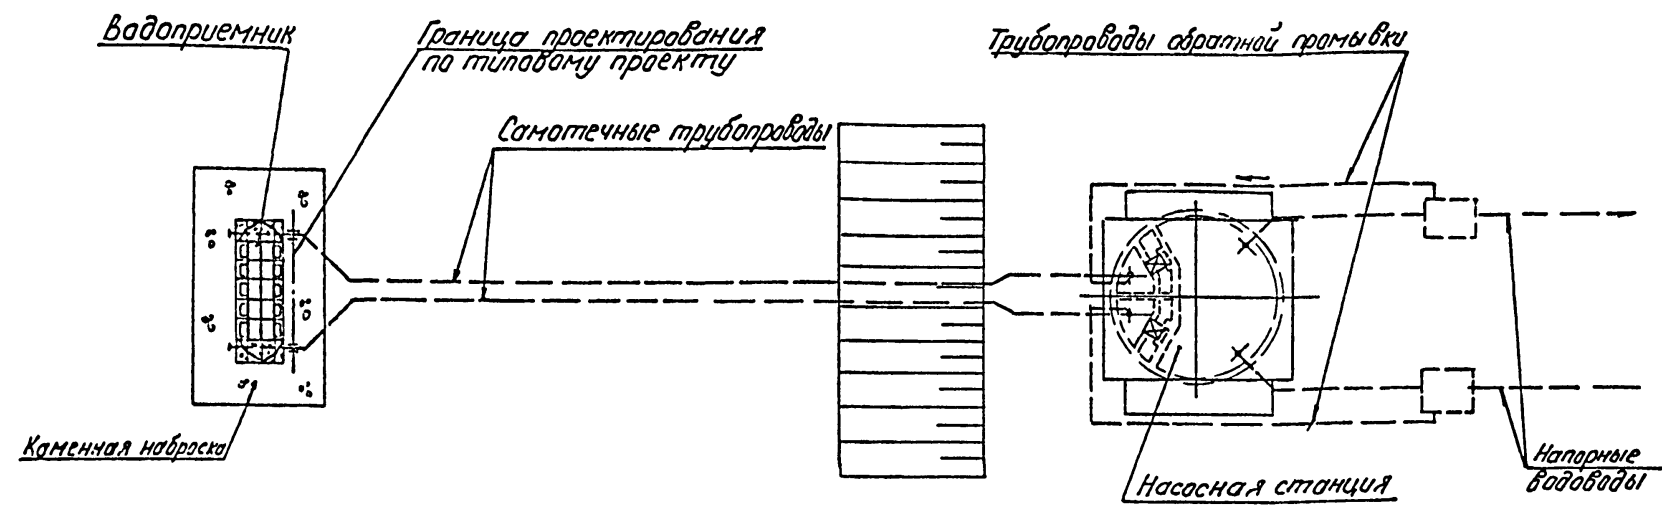 Водоприемник
Граница проектирования
по типовому проекту
Трубопроводы обратной промывки
Самотечные трубопроводы
Каменная наброска
Насосная станция
Напорные
водоводы